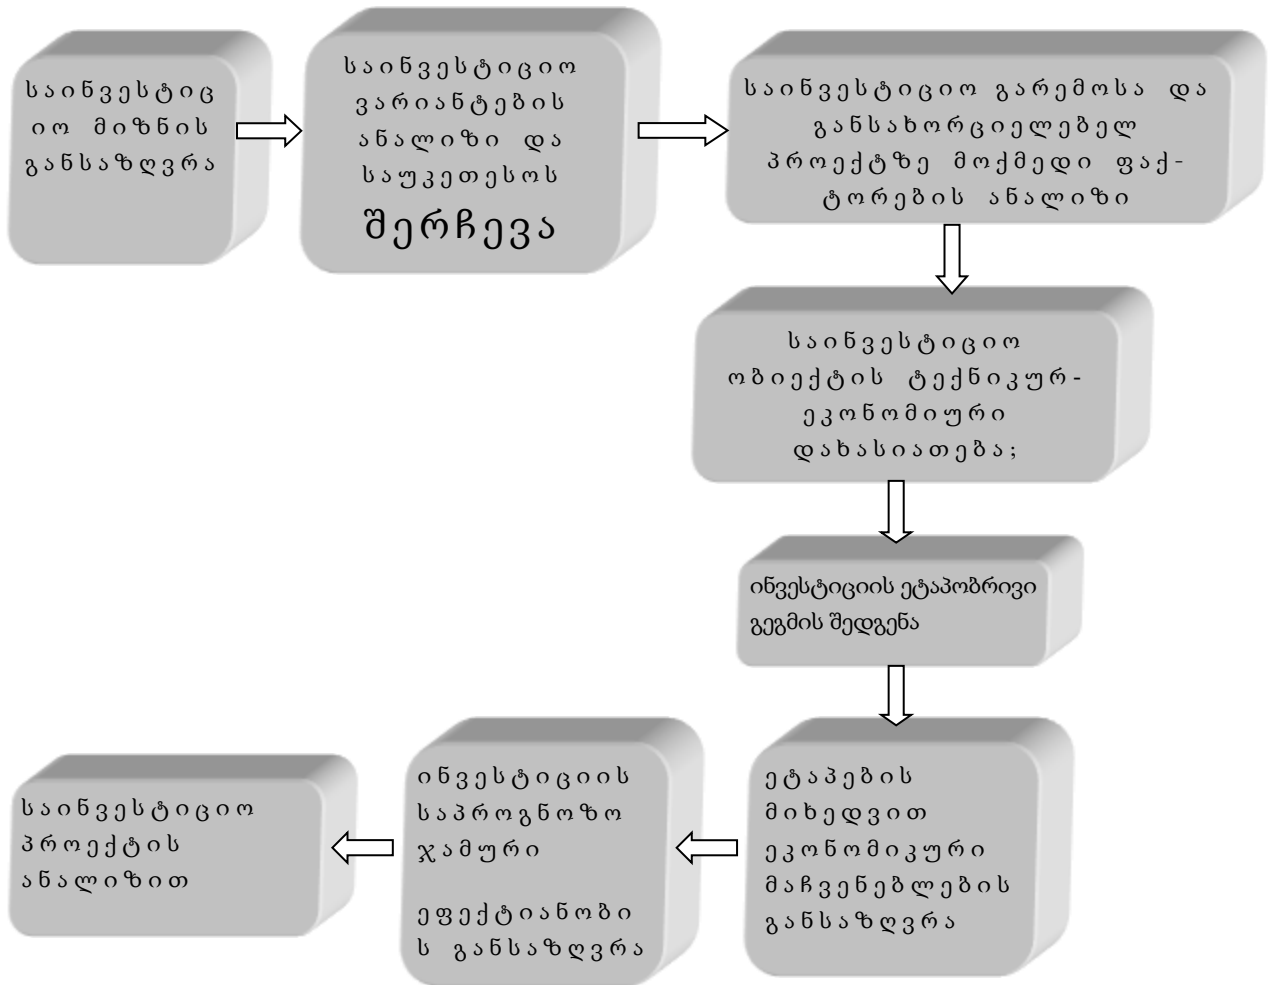 საინვესტიც
იო მიზნის
განსაზღვრა
საინვესტიციო
ვარიანტების
ანალიზი და
საუკეთესოს
შერჩევა
საინვესტიციო გარემოსა და
განსახორციელებელ
პროექტზე მოქმედი ფაქ-
ტორების ანალიზი
საინვესტიციო
ობიექტის ტექნიკურ-
ეკონომიური
დახასიათება;
ინვესტიციის ეტაპობრივი
გეგმის შედგენა
ეტაპების
მიხედვით
ეკონომიკური
მაჩვენებლების
განსაზღვრა
ინვესტიციის
საპროგნოზო
ჯამური
ეფექტიანობი
ს განსაზღვრა
საინვესტიციო
პროექტის
ანალიზით